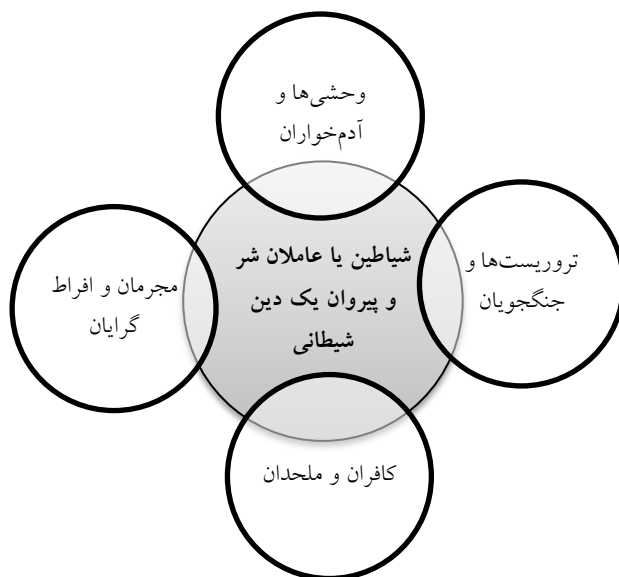 وحشی‌ها و
آدم‌خواران
تروریست‌ها و
جنگجویان
شیاطین یا عاملان شر
و پیروان یک دین
شیطانی
مجرمان و افراط
گرایان
کافران و ملحدان